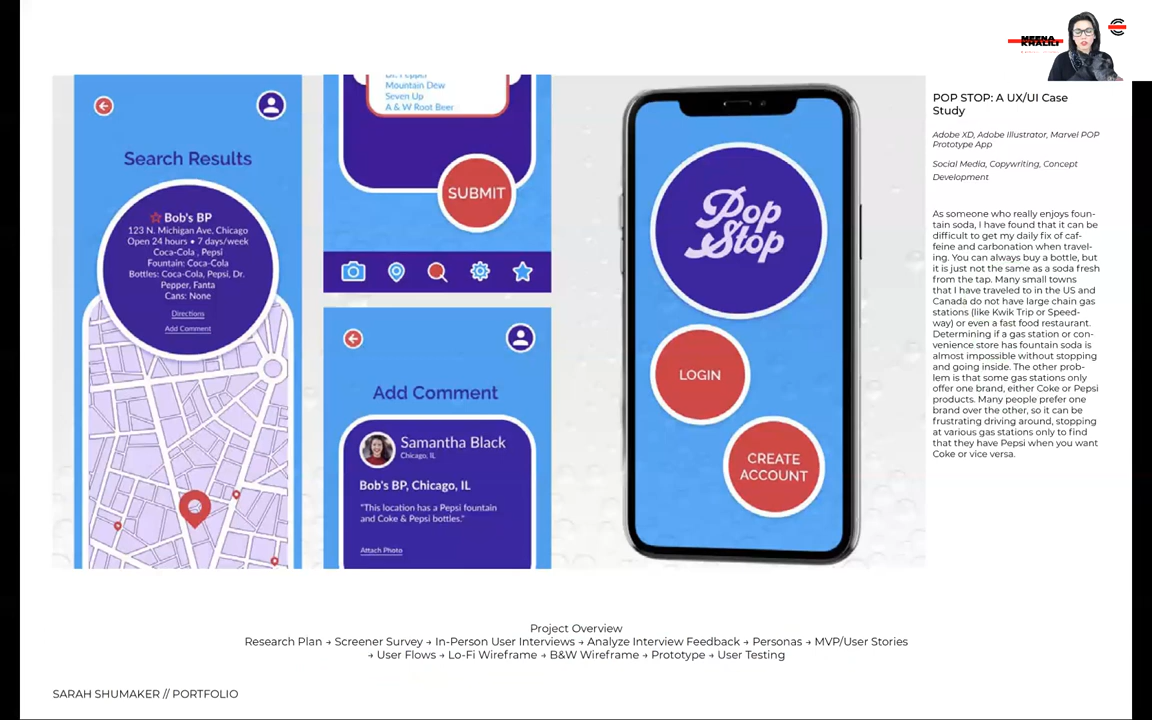 MEENA
KHALILI
Dr. Pepper
Mountain Dew
Seven Up
A & W Root Beer
SUBMIT
Search Results
Bob's BP
123 N. Michigan Ave, Chicago
Open 24 hours • 7 days/week
Coca-Cola , Pepsi
Fountain: Coca-Cola
Bottles: Coca-Cola, Pepsi, Dr.
Pepper, Fanta
Cans: None
Directions
Add Comment
Add Comment
Samantha Black
Chicago, IL
Bob's BP, Chicago, IL
"This location has a Pepsi fountain
and Coke & Pepsi bottles."
Attach Photo
Pop
Stop
LOGIN
CREATE
ACCOUNT
POP STOP: A UX/UI Case
Study
Adobe XD, Adobe Illustrator, Marvel POP
Prototype App
Social Media, Copywriting, Concept
Development
As someone who really enjoys foun-
tain soda, I have found that it can be
difficult to get my daily fix of caf-
feine and carbonation when travel-
ing. You can always buy a bottle, but
it is just not the same as a soda fresh
from the tap. Many small towns
that I have traveled to in the US and
Canada do not have large chain gas
stations (like Kwik Trip or Speed-
way) or even a fast food restaurant.
Determining if a gas station or con-
venience store has fountain soda is
almost impossible without stopping
and going inside. The other prob-
lem is that some gas stations only
offer one brand, either Coke or Pepsi
products. Many people prefer one
brand over the other, so it can be
frustrating driving around, stopping
at various gas stations only to find
that they have Pepsi when you want
Coke or vice versa.
Project Overview
Research Plan → Screener Survey → In-Person User Interviews → Analyze Interview Feedback → Personas → MVP/User Stories
→ User Flows → Lo-Fi Wireframe → B&W Wireframe → Prototype → User Testing
SARAH SHUMAKER // PORTFOLIO